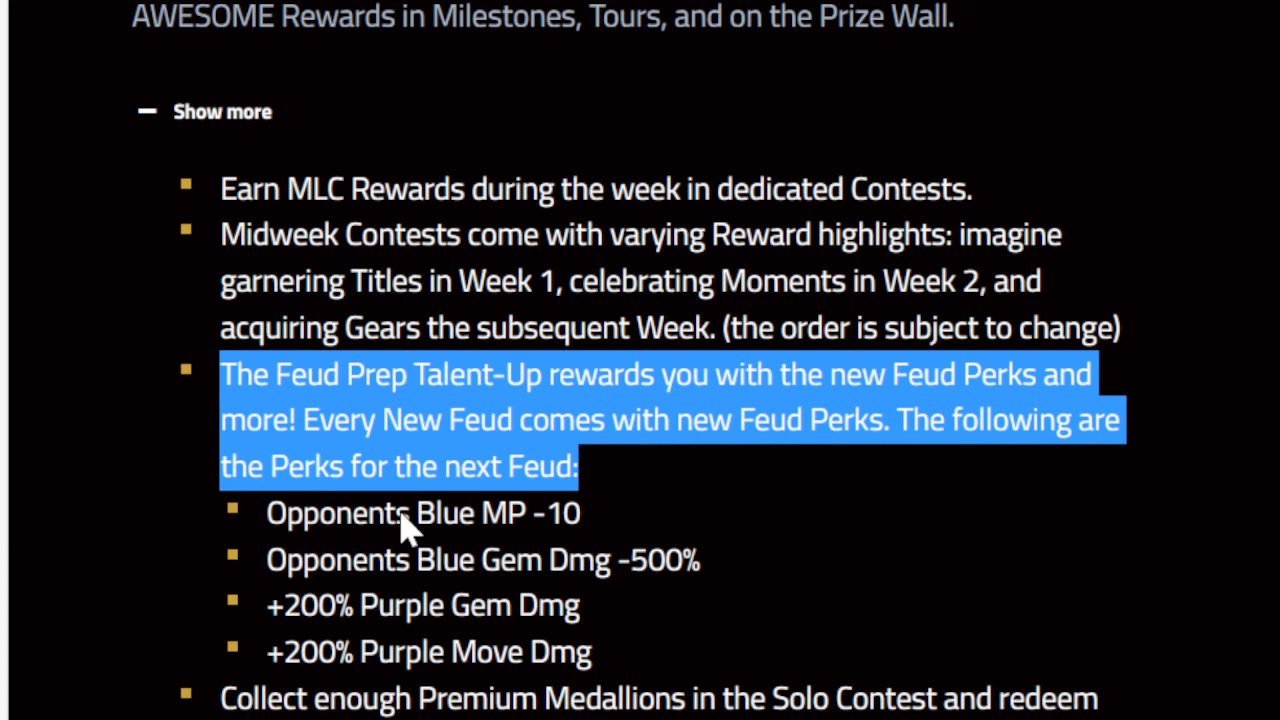 AWESOME Rewards in Milestones, Tours, and on the Prize Wall.
Show more
Earn MLC Rewards during the week in dedicated Contests.
Midweek Contests come with varying Reward highlights: imagine
garnering Titles in Week 1, celebrating Moments in Week 2, and
acquiring Gears the subsequent Week. (the order is subject to change)
The Feud Prep Talent-Up rewards you with the new Feud Perks and
more! Every New Feud comes with new Feud Perks. The following are
the Perks for the next Feud:
Opponents Blue MP -10
Opponents Blue Gem Dmg -500%
+200% Purple Gem Dmg
+200% Purple Move Dmg
Collect enough Premium Medallions in the Solo Contest and redeem